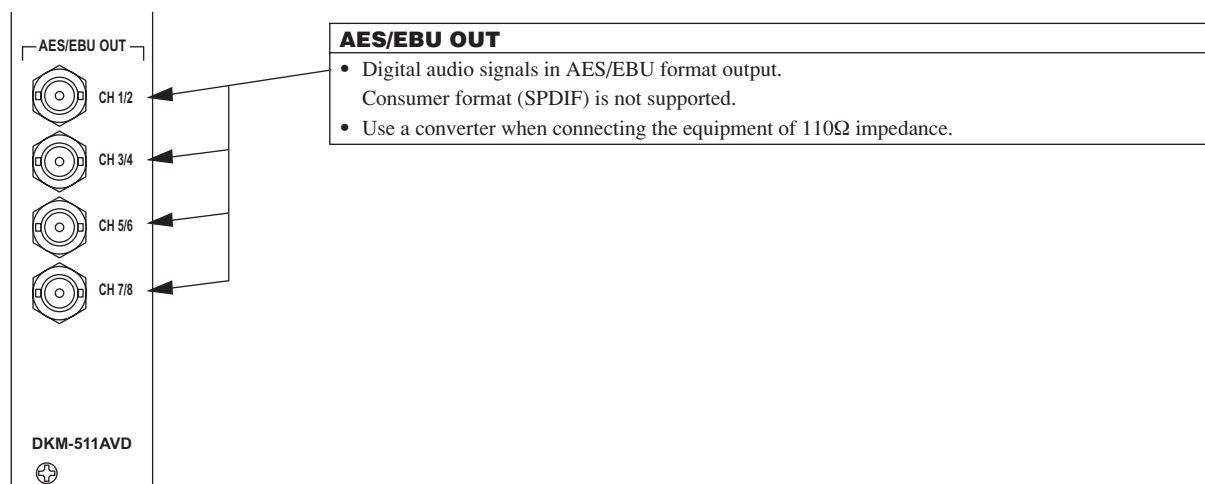 AES/EBU OUT
CH 1/2
CH 3/4
CH 5/6
CH 7/8
DKM-511AVD
AES/EBU OUT
• Digital audio signals in AES/EBU format output.
Consumer format (SPDIF) is not supported.
• Use a converter when connecting the equipment of 110Ω impedance.